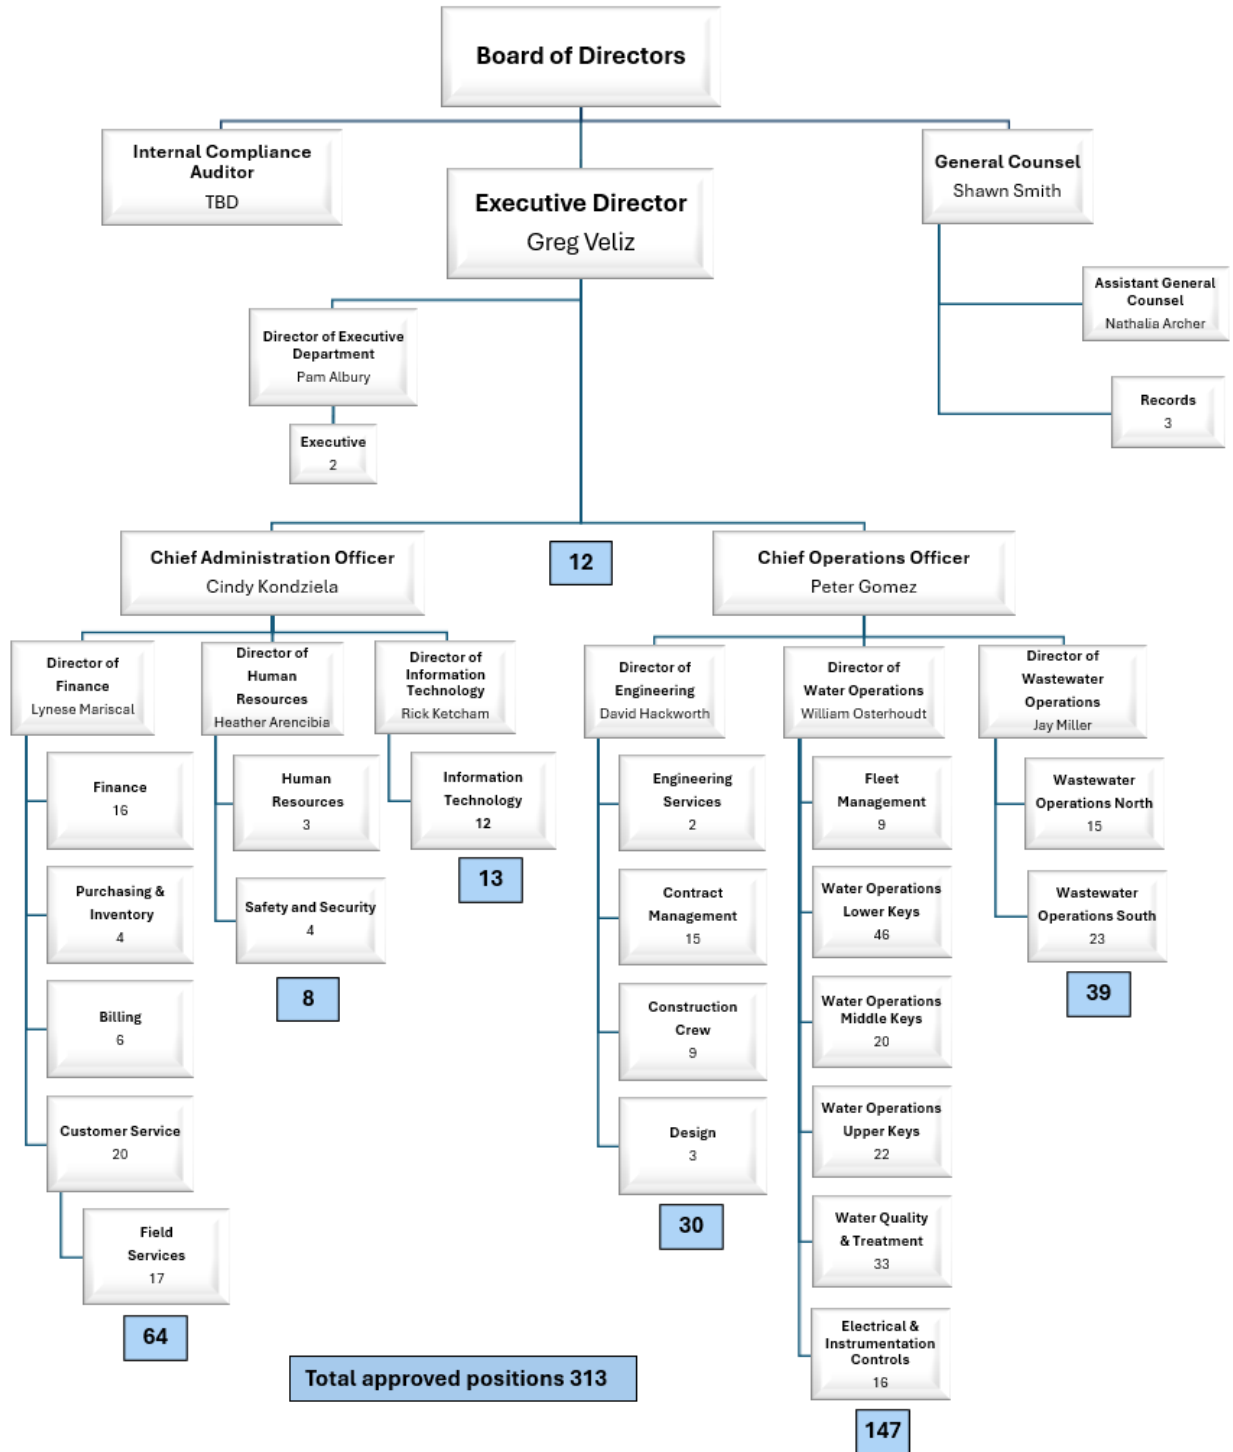 Board of Directors
Internal Compliance
Auditor
TBD
Executive Director
Greg Veliz
General Counsel
Shawn Smith
Assistant General
Counsel
Nathalia Archer
Records
3
Director of Executive
Department
Pam Albury
Executive
2
Chief Administration Officer
Cindy Kondziela
12
Chief Operations Officer
Peter Gomez
Director of
Finance
Lynese Mariscal
Finance
16
Purchasing &
Inventory
4
Billing
6
Customer Service
20
Field
Services
17
64
Director of
Human
Resources
Heather Arencibia
Human
Resources
3
Safety and Security
4
8
Director of
Information
Technology
Rick Ketcham
Information
Technology
12
13
Director of
Engineering
David Hackworth
Engineering
Services
2
Contract
Management
15
Construction
Crew
9
Design
3
30
Director of
Water Operations
William Osterhoudt
Fleet
Management
9
Water Operations
Lower Keys
46
Water Operations
Middle Keys
20
Water Operations
Upper Keys
22
Water Quality
& Treatment
33
Electrical &
Instrumentation
Controls
16
147
Director of
Wastewater
Operations
Jay Miller
Wastewater
Operations North
15
Wastewater
Operations South
23
39
Total approved positions 313